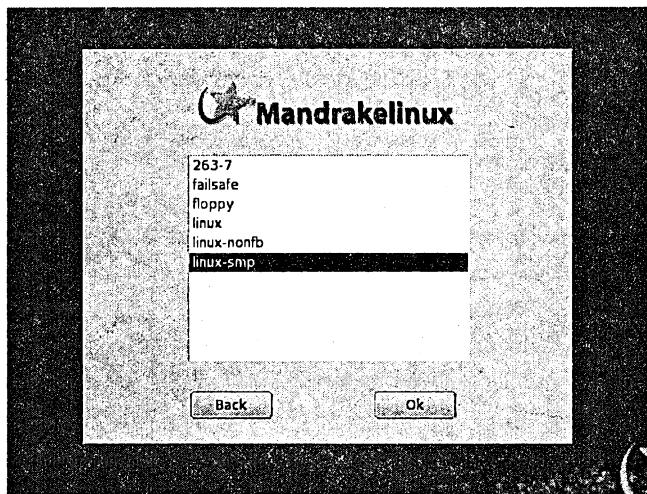 Mandrakelinux
263-7
failsafe
floppy
linux
linux-nonfb
linux-smp
Back
Ok